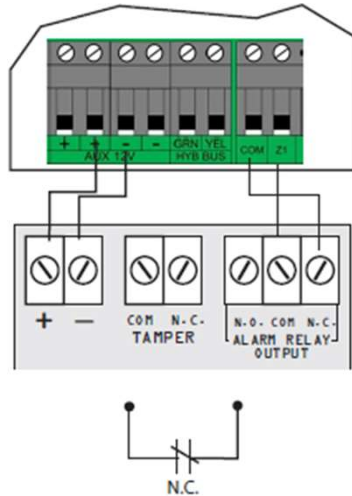 + + - - GRN YEL COM Z1
AUX 12V HYB BUS
+ - COM N.C. N.O. COM N.C.
TAMPER ALARM RELAY
OUTPUT
N.C.